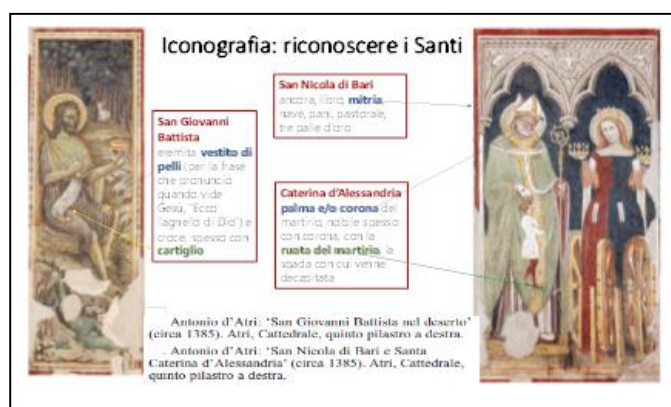 Iconografia: riconoscere i Santi
San Giovanni
Battista
eremita vestito di
pelli (per la frase
che pronunciò
quando vide
Gesù, "Ecco
l'agnello di Dio") e
croce, spesso con
cartiglio
San Nicola di Bari
ancora, libro, mitria,
nave, pani, pastorale,
tre palle d'oro
Caterina d'Alessandria
palma e/o corona del
martirio, nobile spesso
con corona, con la
ruota del martirio, la
spada con cui venne
decapitata
Antonio d'Atri: 'San Giovanni Battista nel deserto'
(circa 1385). Atri, Cattedrale, quinto pilastro a destra.
. Antonio d'Atri: 'San Nicola di Bari e Santa
Caterina d'Alessandria' (circa 1385). Atri, Cattedrale,
quinto pilastro a destra.